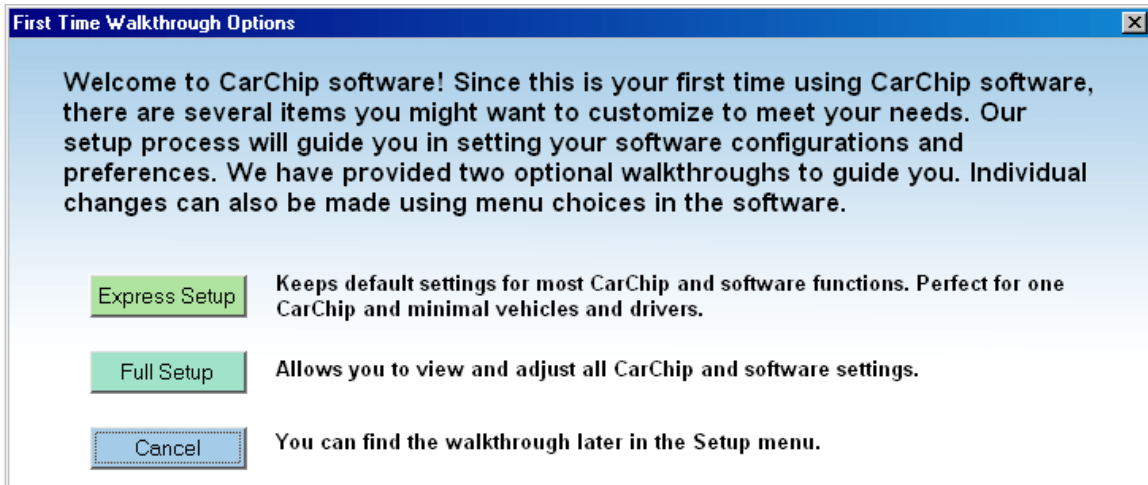 First Time Walkthrough Options
Welcome to CarChip software! Since this is your first time using CarChip software,
there are several items you might want to customize to meet your needs. Our
setup process will guide you in setting your software configurations and
preferences. We have provided two optional walkthroughs to guide you. Individual
changes can also be made using menu choices in the software.
Express Setup
Keeps default settings for most CarChip and software functions. Perfect for one
CarChip and minimal vehicles and drivers.
Full Setup
Allows you to view and adjust all CarChip and software settings.
Cancel
You can find the walkthrough later in the Setup menu.